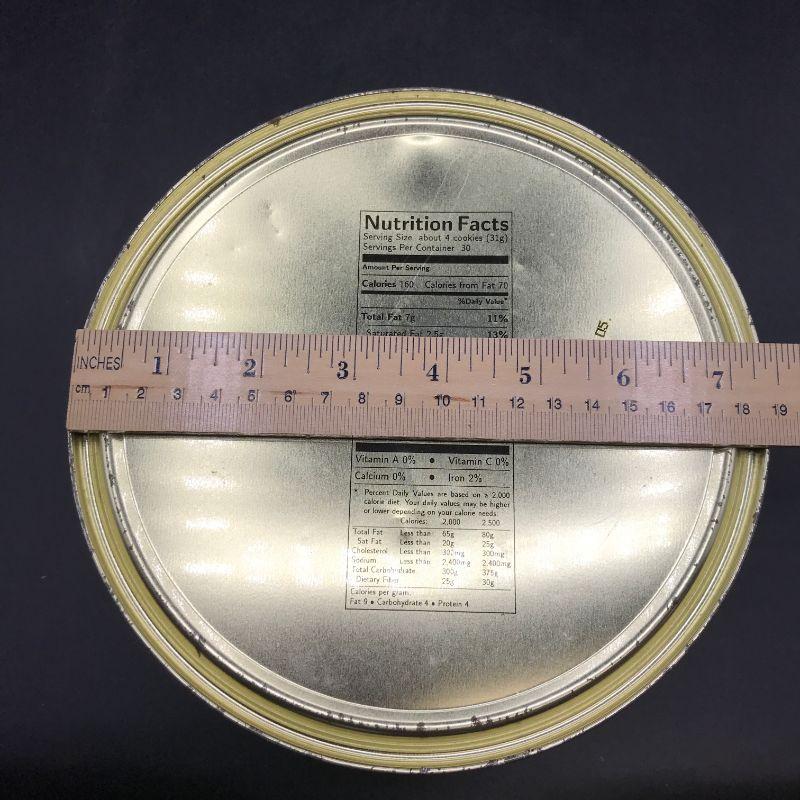 Nutrition Facts
Serving Size about 4 cookies (31g)
Servings Per Container 30
Amount Per Serving
Calories 160 Calories from Fat 70
%Daily Value*
Total Fat 7g 11%
Saturated Fat 2.5g 13%
05.
INCHES 1 2 3 4 5 6 7
cm 1 2 3 4 5 6 7 8 9 10 11 12 13 14 15 16 17 18 19
Vitamin A 0% • Vitamin C 0%
Calcium 0% • Iron 2%
* Percent Daily Values are based on a 2,000
calorie diet. Your daily values may be higher
or lower depending on your calorie needs:
Calories: 2,000 2,500
Total Fat Less than 65g 80g
Sat Fat Less than 20g 25g
Cholesterol Less than 300mg 300mg
Sodium Less than 2,400mg 2,400mg
Total Carbohydrate 300g 375g
Dietary Fiber 25g 30g
Calories per gram:
Fat 9 • Carbohydrate 4 • Protein 4